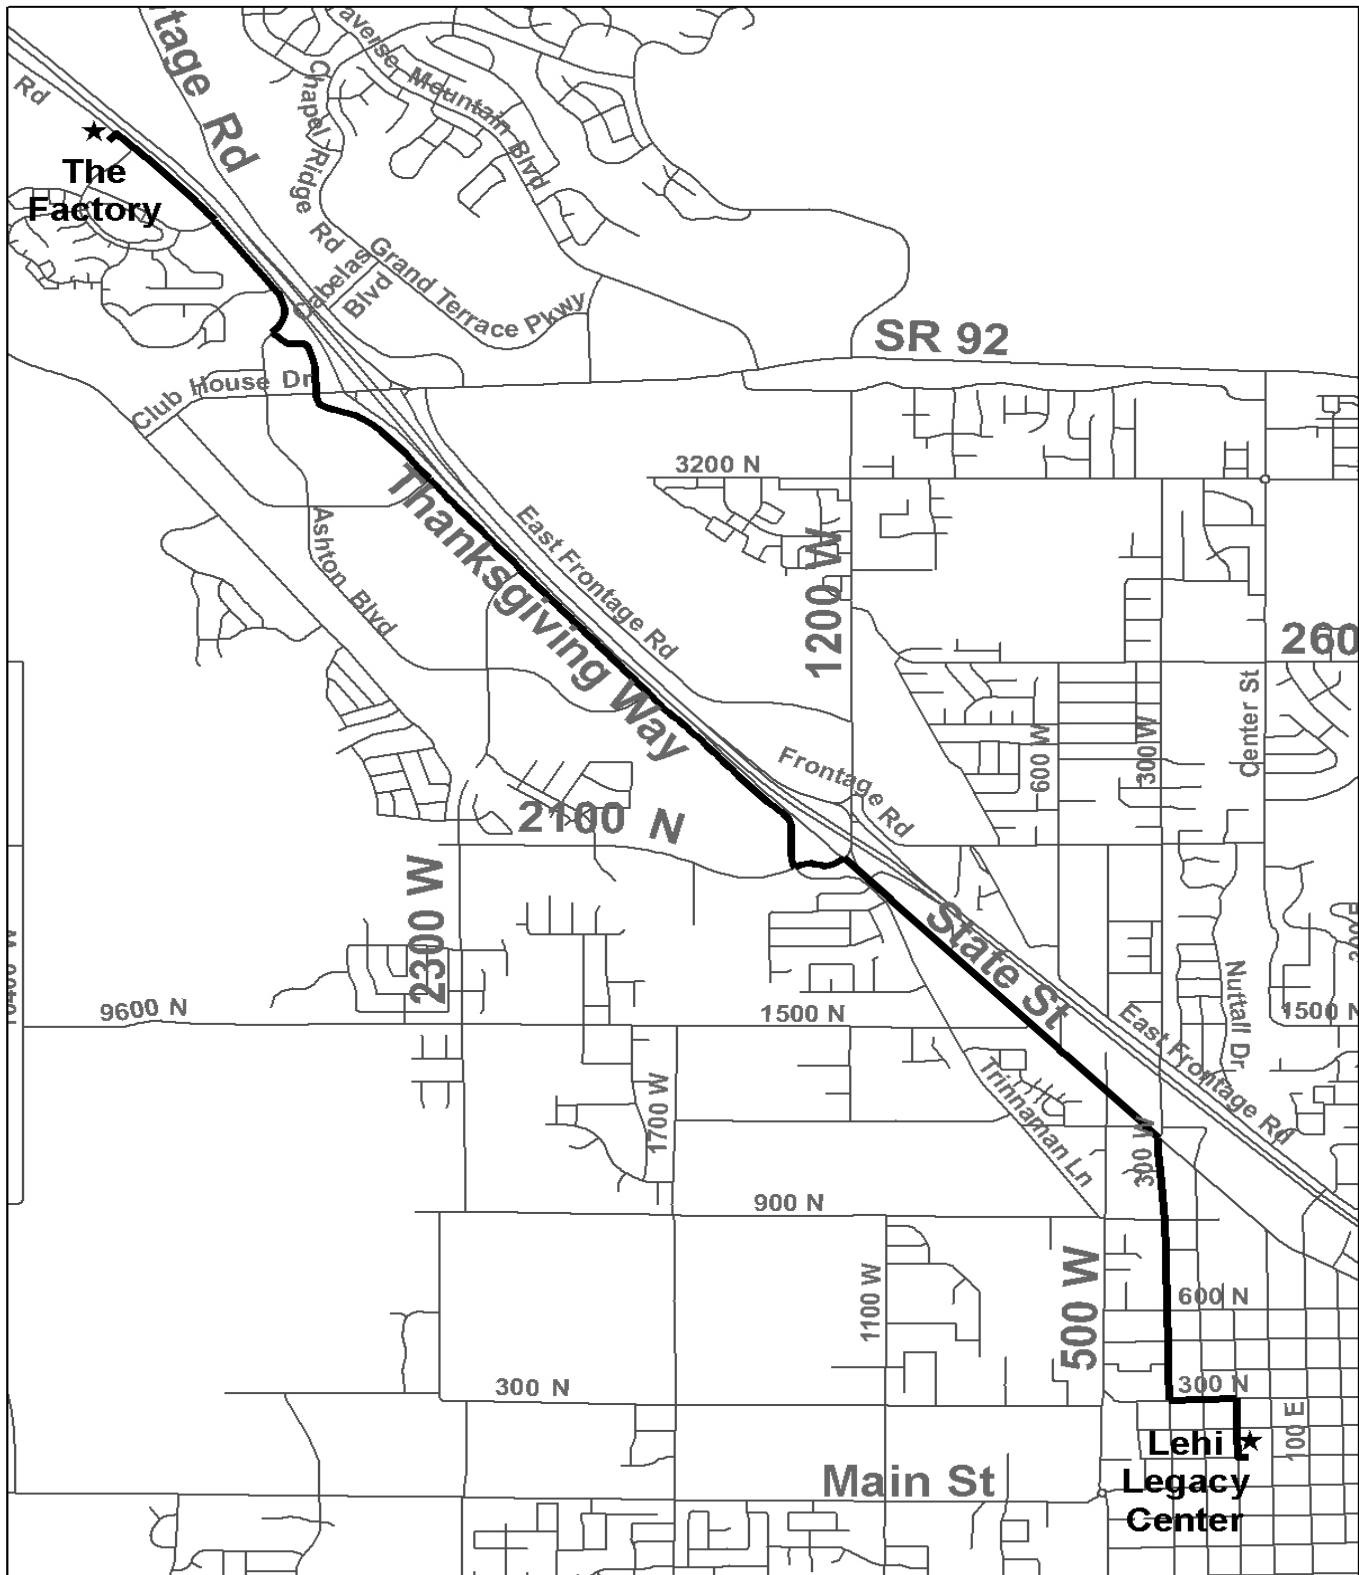 tage Rd
averse Mountain Blvd
Chapel Ridge Rd
Rd
The
Factory
Grand Terrace Pkwy
Cabelas
Blvd
SR 92
Club House Dr
3200 N
Thanksgiving Way
East Frontage Rd
Ashton Blvd
1200 W
260
Center St
600 W
300 W
Frontage Rd
2100 N
2300 W
State St
Nuttall Dr
9600 N
1500 N
1500 N
East Frontage Rd
Trinnaman Ln
1700 W
300 W
900 N
500 W
1100 W
600 N
300 N
300 N
100 E
Lehi
Legacy
Center
Main St